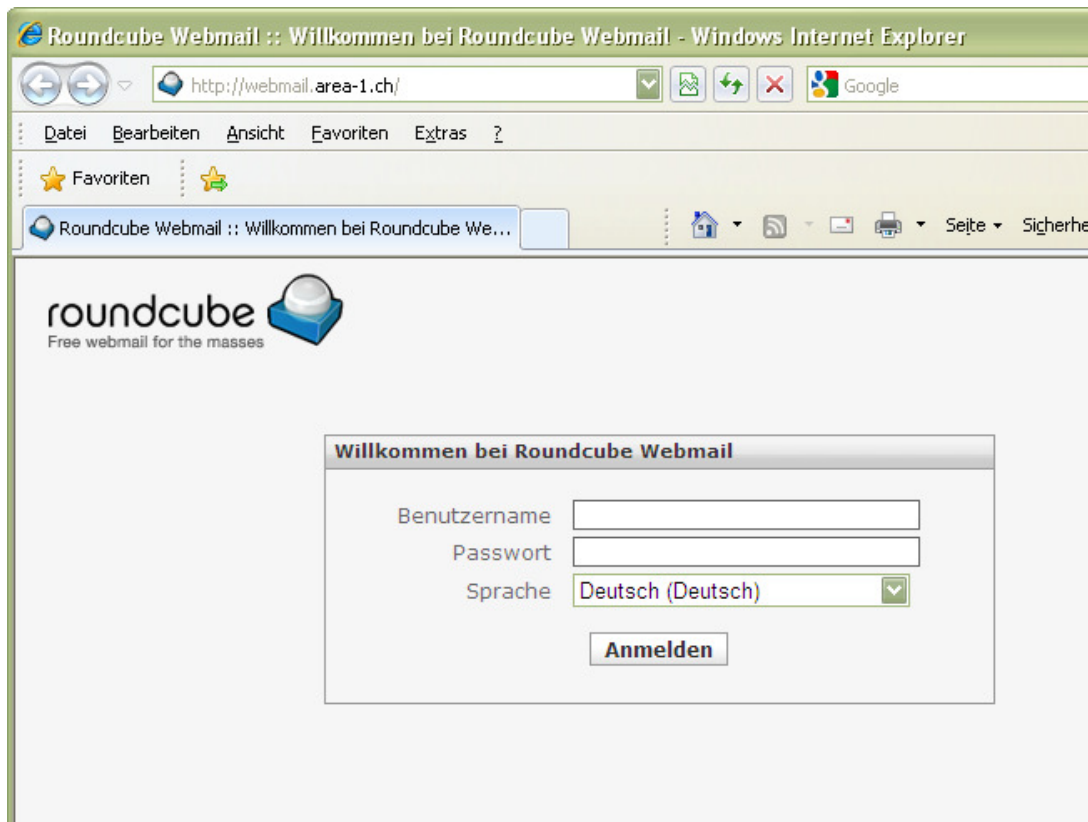 Roundcube Webmail :: Willkommen bei Roundcube Webmail - Windows Internet Explorer
http://webmail.area-1.ch/ Google
Datei Bearbeiten Ansicht Favoriten Extras ?
Favoriten
Roundcube Webmail :: Willkommen bei Roundcube We... Seite Sicherhe
roundcube
Free webmail for the masses
Willkommen bei Roundcube Webmail
Benutzername
Passwort
Sprache Deutsch (Deutsch)
Anmelden